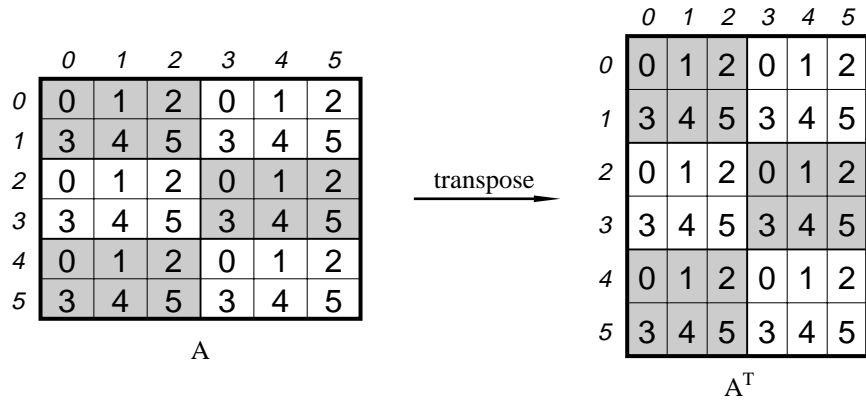 0 1 2 3 4 5
0 0 1 2 0 1 2
1 3 4 5 3 4 5
2 0 1 2 0 1 2
3 3 4 5 3 4 5
4 0 1 2 0 1 2
5 3 4 5 3 4 5
A
transpose
0 1 2 3 4 5
0 0 1 2 0 1 2
1 3 4 5 3 4 5
2 0 1 2 0 1 2
3 3 4 5 3 4 5
4 0 1 2 0 1 2
5 3 4 5 3 4 5
A^T